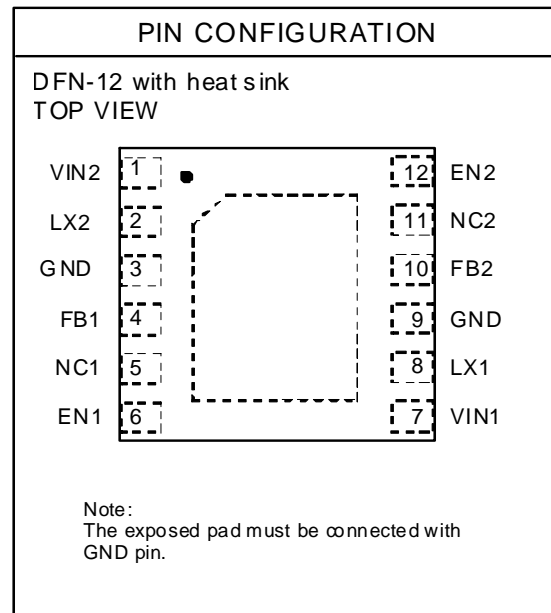 PIN CONFIGURATION
DFN-12 with heat sink
TOP VIEW
VIN2 1 12 EN2
LX2 2 11 NC2
GND 3 10 FB2
FB1 4 9 GND
NC1 5 8 LX1
EN1 6 7 VIN1
Note:
The exposed pad must be connected with
GND pin.